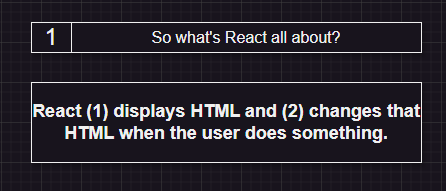 1
So what's React all about?
React (1) displays HTML and (2) changes that
HTML when the user does something.